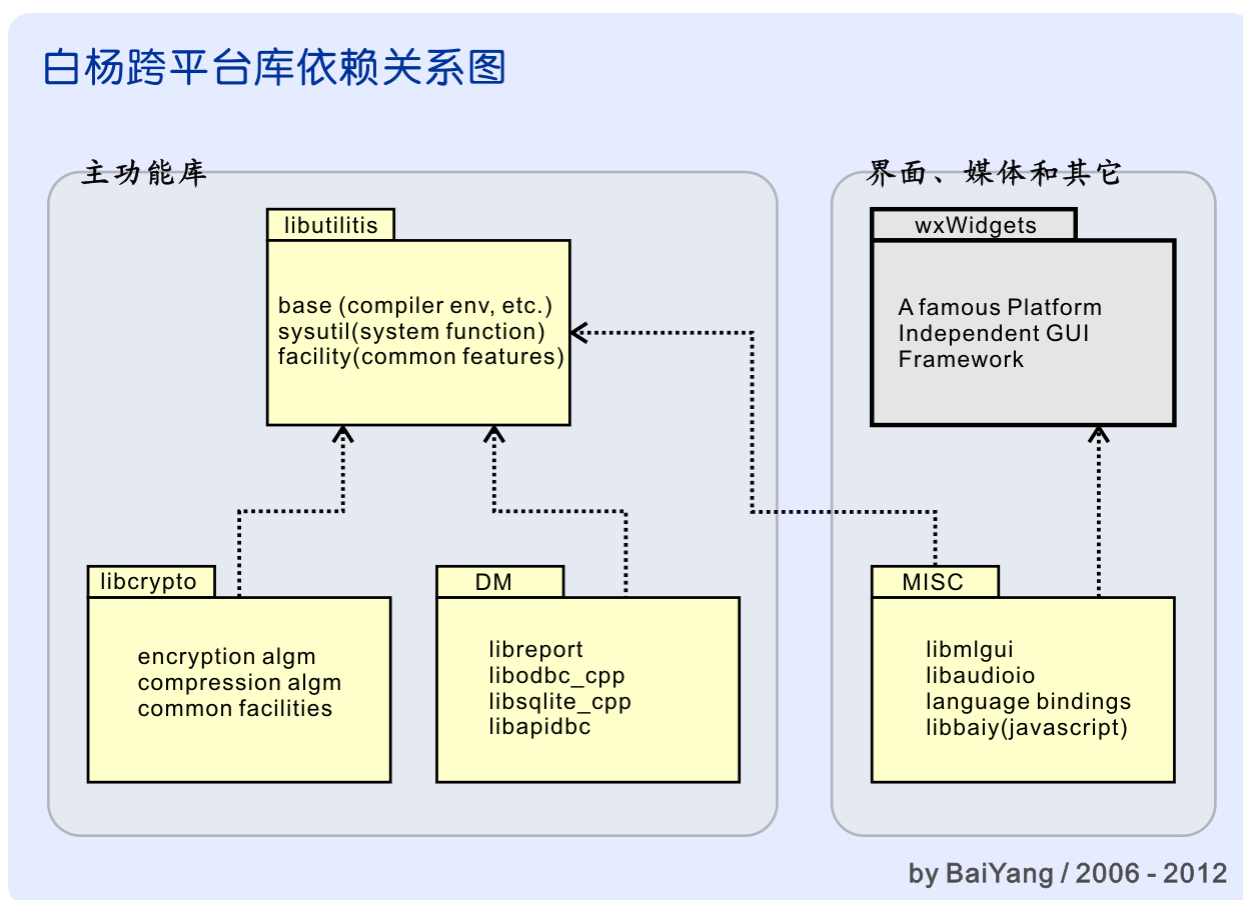 白杨跨平台库依赖关系图
主功能库
界面、媒体和其它
libutilitis
base (compiler env, etc.)
sysutil(system function)
facility(common features)
wxWidgets
A famous Platform
Independent GUI
Framework
libcrypto
encryption algm
compression algm
common facilities
DM
libreport
libodbc_cpp
libsqlite_cpp
libapidbc
MISC
libmlgui
libaudioio
language bindings
libbaiy(javascript)
by BaiYang / 2006 - 2012